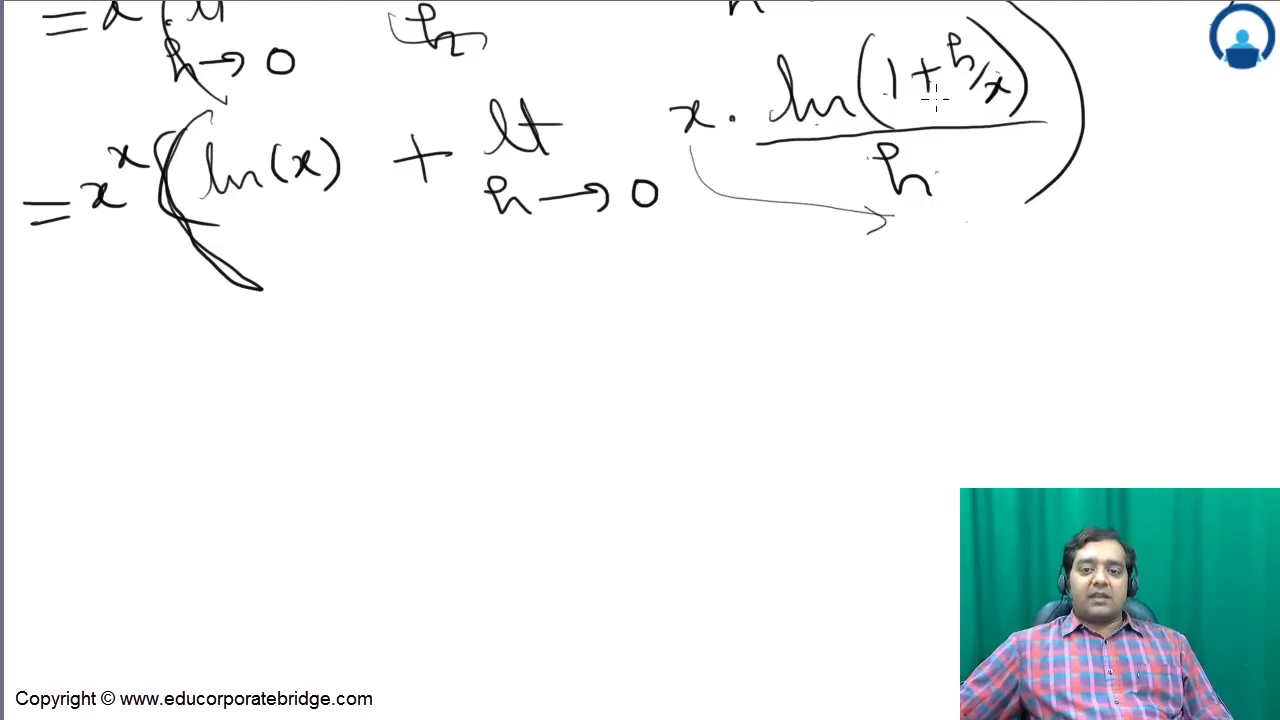 h → 0
= x^x ( ln(x) + lt h → 0 x · ln(1 + h/x) / h )
Copyright © www.educorporatebridge.com